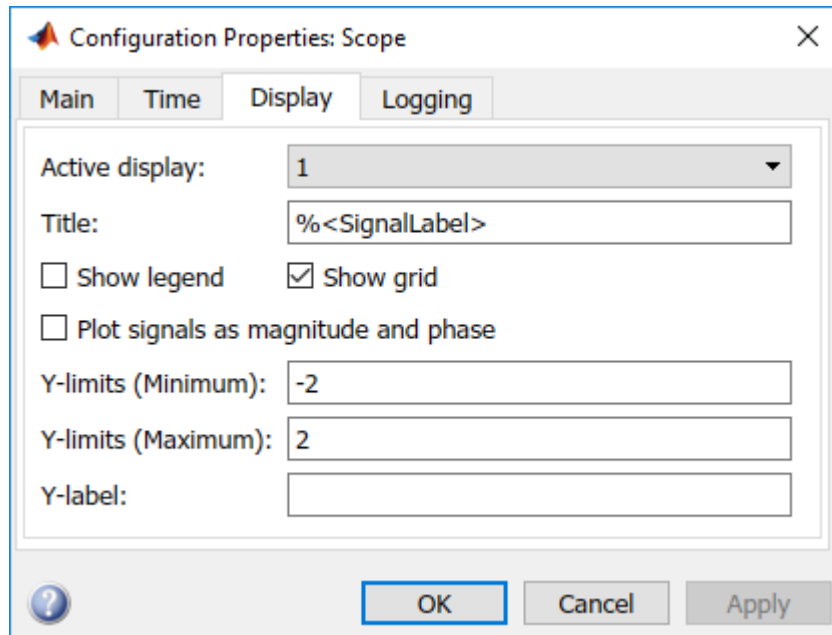 Configuration Properties: Scope
Main Time Display Logging
Active display: 1
Title: %<SignalLabel>
Show legend Show grid
Plot signals as magnitude and phase
Y-limits (Minimum): -2
Y-limits (Maximum): 2
Y-label:
? OK Cancel Apply